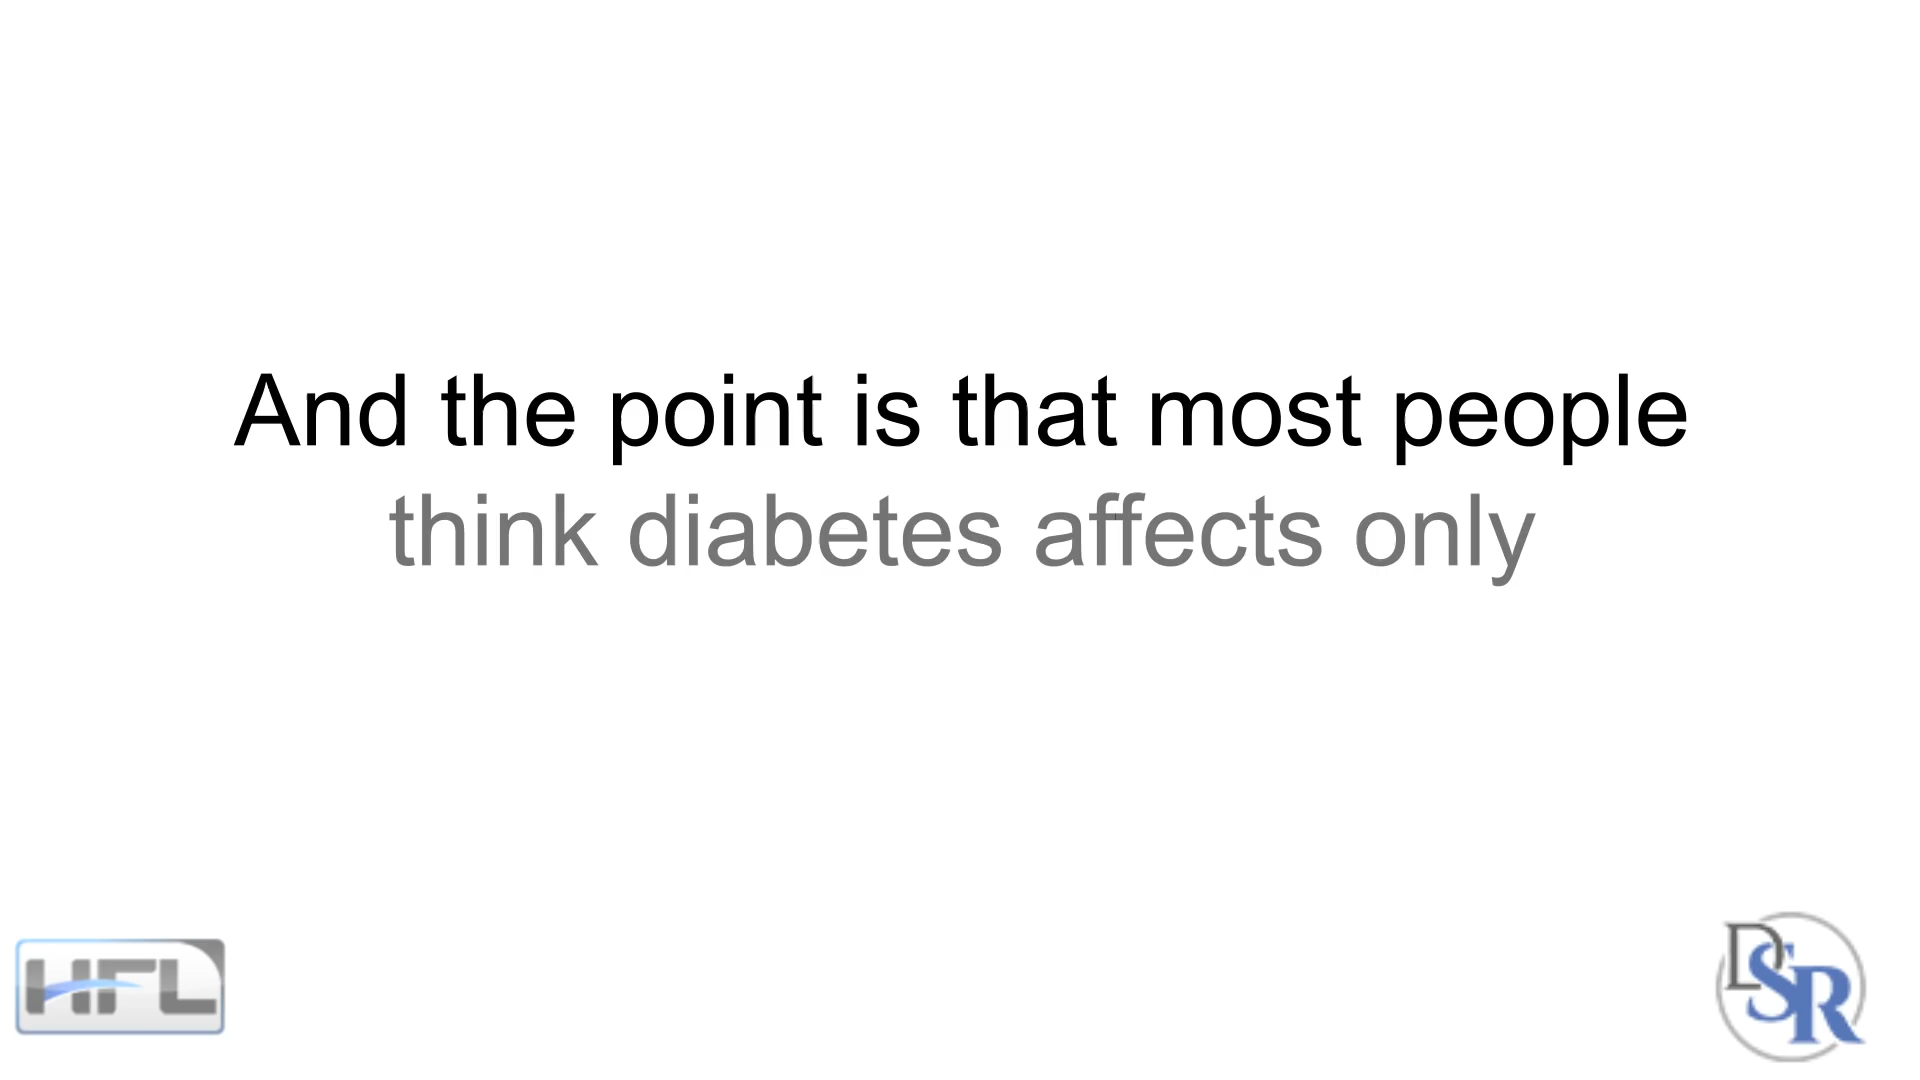 And the point is that most people
think diabetes affects only
HFL
DSR